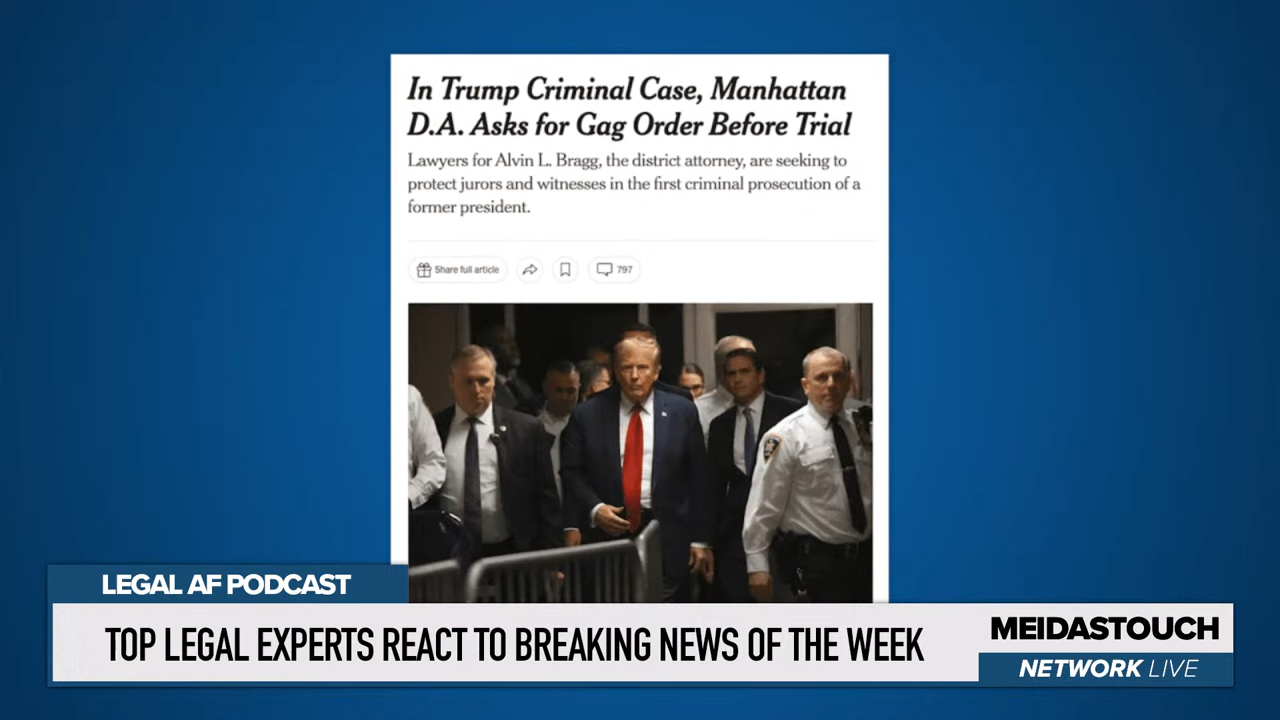 In Trump Criminal Case, Manhattan
D.A. Asks for Gag Order Before Trial
Lawyers for Alvin L. Bragg, the district attorney, are seeking to
protect jurors and witnesses in the first criminal prosecution of a
former president.
Share full article
797
LEGAL AF PODCAST
TOP LEGAL EXPERTS REACT TO BREAKING NEWS OF THE WEEK
MEIDASTOUCH
NETWORK LIVE